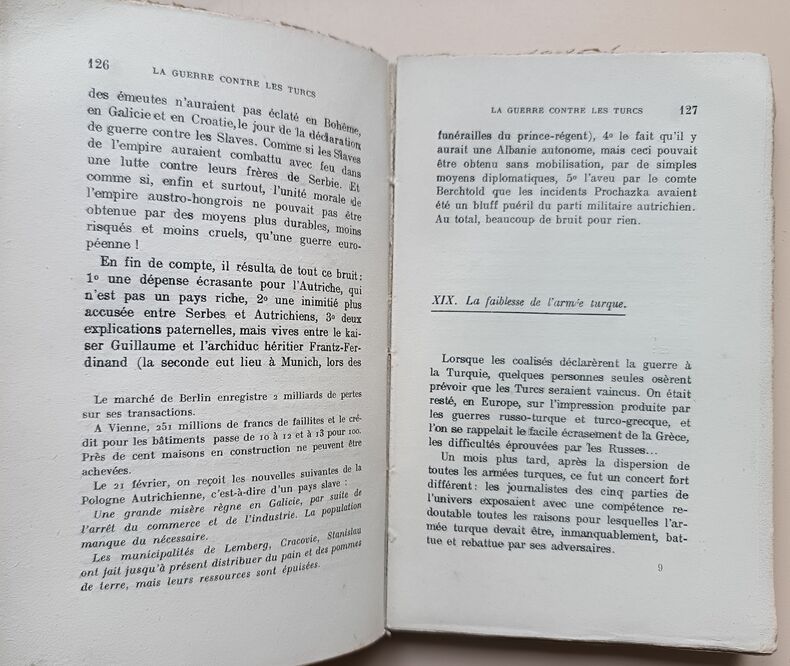 126
LA GUERRE CONTRE LES TURCS
des émeutes n'auraient pas éclaté en Bohême,
en Galicie et en Croatie, le jour de la déclaration
de guerre contre les Slaves. Comme si les Slaves
de l'empire auraient combattu avec feu dans
une lutte contre leurs frères de Serbie. Et
comme si, enfin et surtout, l'unité morale de
l'empire austro-hongrois ne pouvait pas être
obtenue par des moyens plus durables, moins
risqués et moins cruels, qu'une guerre euro-
péenne !
En fin de compte, il résulta de tout ce bruit :
1º une dépense écrasante pour l'Autriche, qui
n'est pas un pays riche, 2º une inimitié plus
accusée entre Serbes et Autrichiens, 3º deux
explications paternelles, mais vives entre le kai-
ser Guillaume et l'archiduc héritier Frantz-Fer-
dinand (la seconde eut lieu à Munich, lors des
Le marché de Berlin enregistre 2 milliards de pertes
sur ses transactions.
A Vienne, 251 millions de francs de faillites et le cré-
dit pour les bâtiments passe de 10 à 12 et à 13 pour 100.
Près de cent maisons en construction ne peuvent être
achevées.
Le 21 février, on reçoit les nouvelles suivantes de la
Pologne Autrichienne, c'est-à-dire d'un pays slave :
Une grande misère règne en Galicie, par suite de
l'arrêt du commerce et de l'industrie. La population
manque du nécessaire.
Les municipalités de Lemberg, Cracovie, Stanislau
ont fait jusqu'à présent distribuer du pain et des pommes
de terre, mais leurs ressources sont épuisées.
LA GUERRE CONTRE LES TURCS
127
funérailles du prince-régent), 4º le fait qu'il y
aurait une Albanie autonome, mais ceci pouvait
être obtenu sans mobilisation, par de simples
moyens diplomatiques, 5º l'aveu par le comte
Berchtold que les incidents Prochazka avaient
été un bluff puéril du parti militaire autrichien.
Au total, beaucoup de bruit pour rien.
XIX. La faiblesse de l'armée turque.
Lorsque les coalisés déclarèrent la guerre à
la Turquie, quelques personnes seules osèrent
prévoir que les Turcs seraient vaincus. On était
resté, en Europe, sur l'impression produite par
les guerres russo-turque et turco-grecque, et
l'on se rappelait le facile écrasement de la Grèce,
les difficultés éprouvées par les Russes...
Un mois plus tard, après la dispersion de
toutes les armées turques, ce fut un concert fort
différent : les journalistes des cinq parties de
l'univers exposaient avec une compétence re-
doutable toutes les raisons pour lesquelles l'ar-
mée turque devait être, immanquablement, bat-
tue et rebattue par ses adversaires.
9